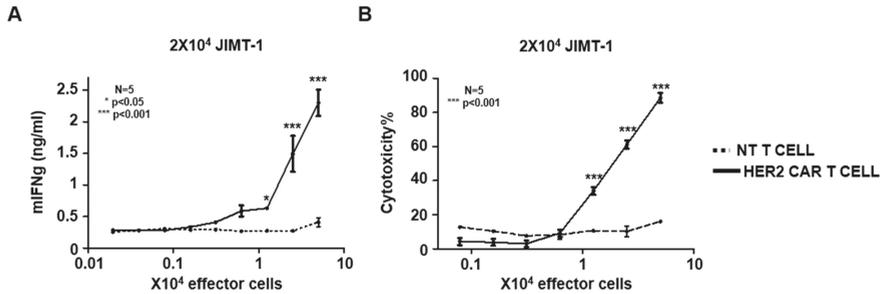 A
2X10⁴ JIMT-1
mIFNg (ng/ml)
2.5
2
1.5
1
0.5
0
N=5
* p<0.05
*** p<0.001
*
***
***
0.01
0.1
1
10
X10⁴ effector cells
B
2X10⁴ JIMT-1
Cytotoxicity%
100
80
60
40
20
0
N=5
*** p<0.001
***
***
***
0.1
1
10
X10⁴ effector cells
NT T CELL
HER2 CAR T CELL